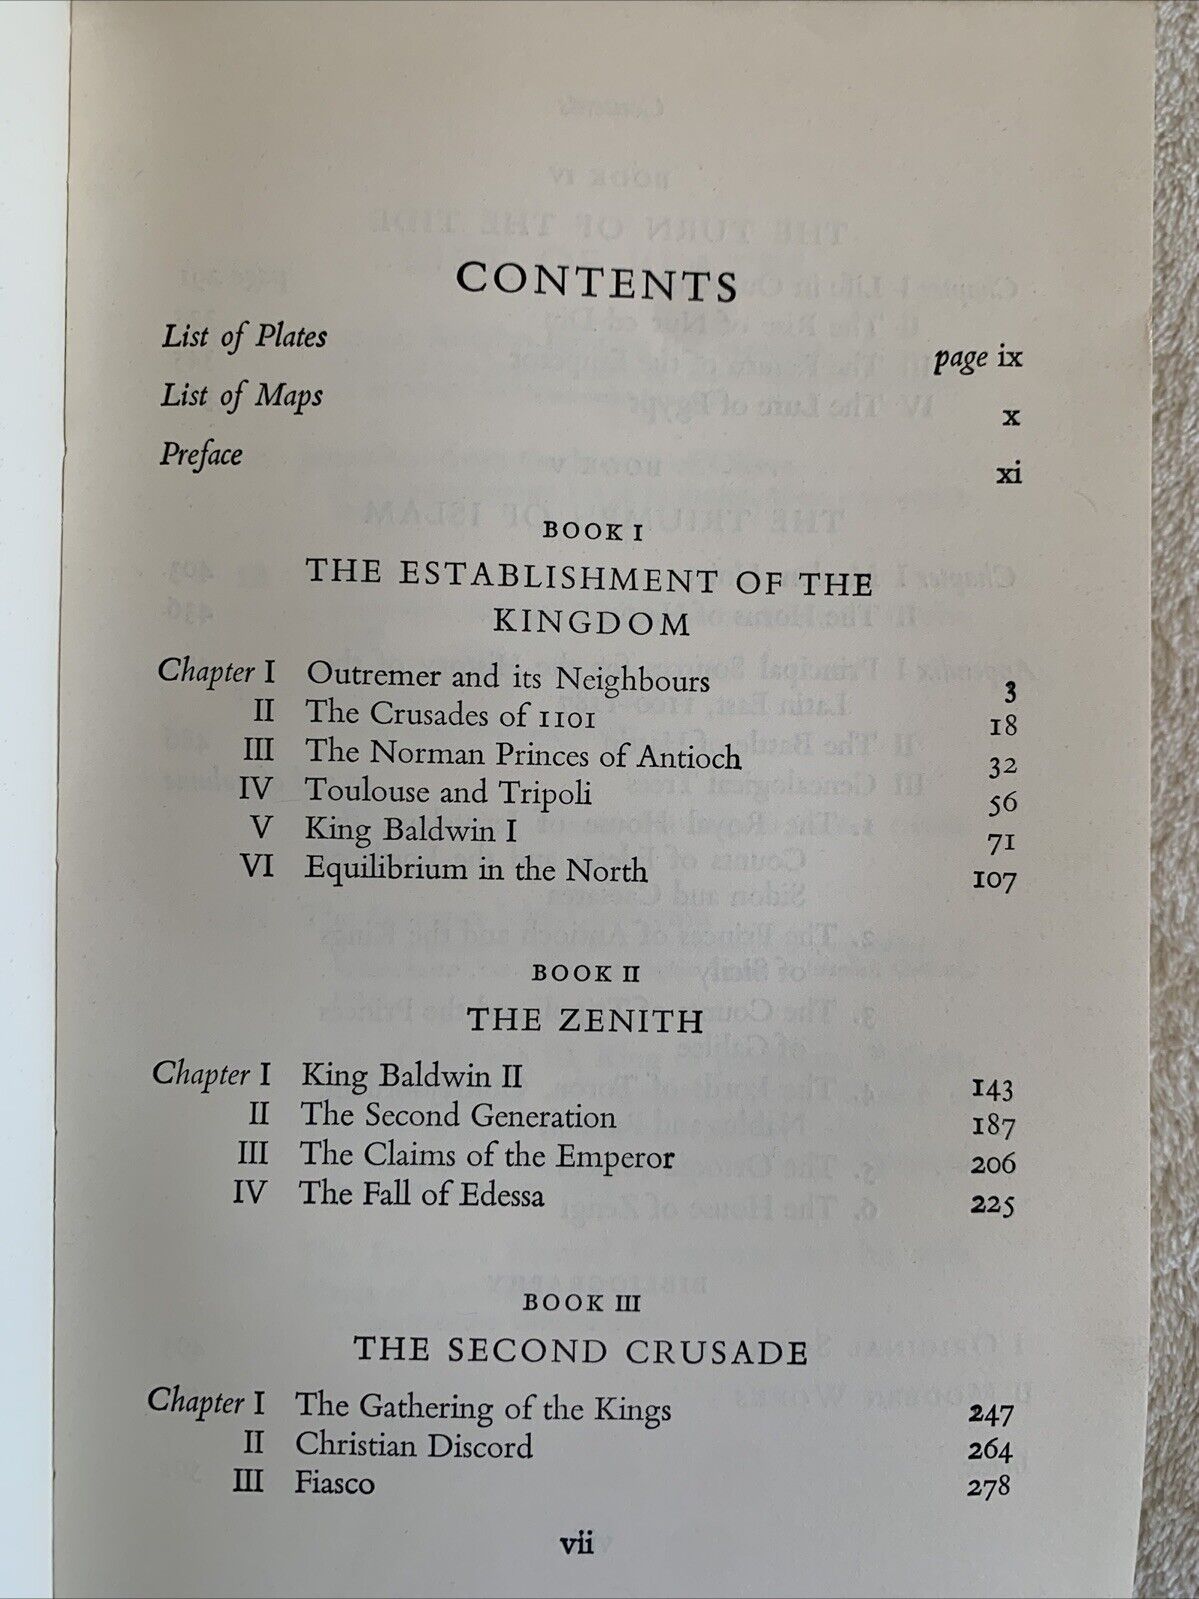 CONTENTS
List of Plates page ix
List of Maps x
Preface xi
BOOK I
THE ESTABLISHMENT OF THE
KINGDOM
Chapter I Outremer and its Neighbours 3
II The Crusades of 1101 18
III The Norman Princes of Antioch 32
IV Toulouse and Tripoli 56
V King Baldwin I 71
VI Equilibrium in the North 107
BOOK II
THE ZENITH
Chapter I King Baldwin II 143
II The Second Generation 187
III The Claims of the Emperor 206
IV The Fall of Edessa 225
BOOK III
THE SECOND CRUSADE
Chapter I The Gathering of the Kings 247
II Christian Discord 264
III Fiasco 278
vii